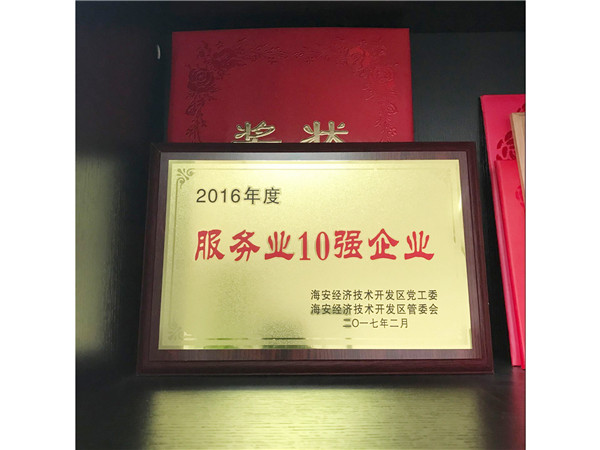 奖状
2016年度
服务业10强企业
海安经济技术开发区党工委
海安经济技术开发区管委会
二〇一七年二月